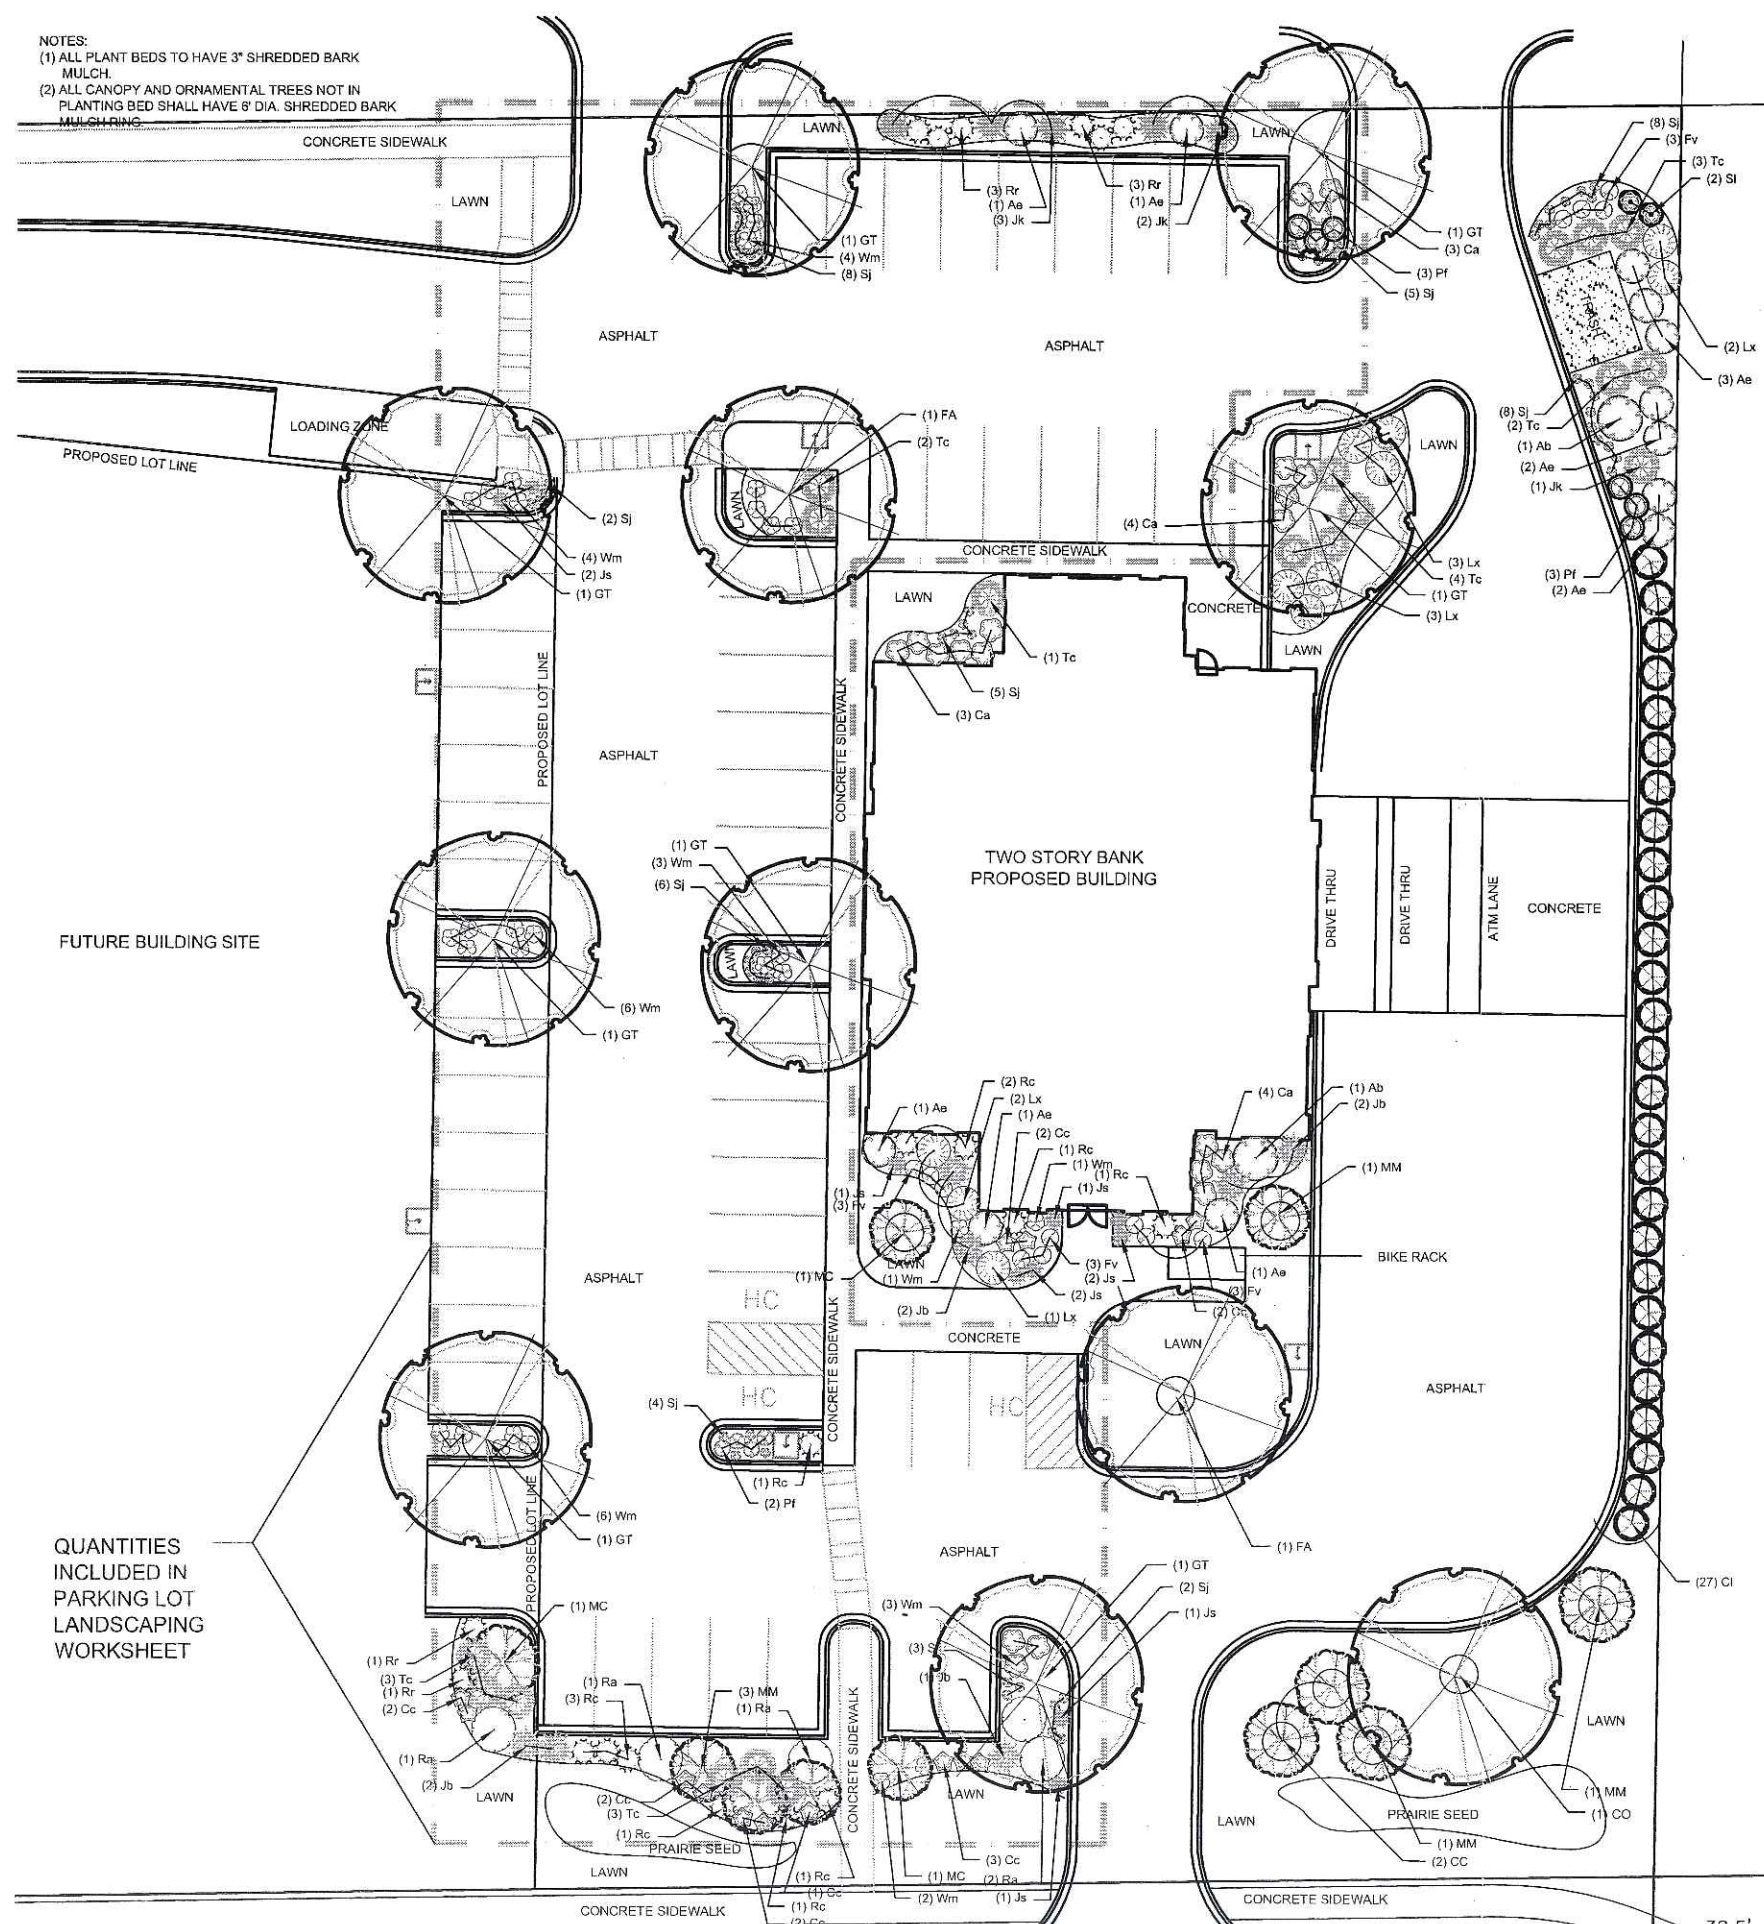 NOTES:
(1) ALL PLANT BEDS TO HAVE 3" SHREDDED BARK
MULCH.
(2) ALL CANOPY AND ORNAMENTAL TREES NOT IN
PLANTING BED SHALL HAVE 6' DIA. SHREDDED BARK
MULCH RING.
CONCRETE SIDEWALK
LAWN
LAWN
LAWN
(3) Rr
(1) Ae
(3) Jk
(3) Rr
(1) Ae
(2) Jk
(1) GT
(4) Wm
(8) Sj
(1) GT
(3) Ca
(3) Pf
(5) Sj
(8) Sj
(3) Fv
(3) Tc
(2) Sl
TRASH
(2) Lx
(3) Ae
ASPHALT
ASPHALT
LOADING ZONE
PROPOSED LOT LINE
(1) FA
(2) Tc
LAWN
LAWN
(8) Sj
(2) Tc
(1) Ab
(2) Ae
(1) Jk
(3) Pf
(2) Ae
(2) Sj
(4) Wm
(2) Js
(1) GT
(4) Ca
CONCRETE SIDEWALK
(3) Lx
(4) Tc
(1) GT
(3) Lx
LAWN
CONCRETE
LAWN
(1) Tc
(5) Sj
(3) Ca
PROPOSED LOT LINE
ASPHALT
CONCRETE SIDEWALK
(1) GT
(3) Wm
(6) Sj
LAWN
TWO STORY BANK
PROPOSED BUILDING
DRIVE THRU
DRIVE THRU
ATM LANE
CONCRETE
FUTURE BUILDING SITE
(6) Wm
(1) GT
(1) Ae
(2) Rc
(2) Lx
(1) Ae
(2) Cc
(1) Rc
(1) Wm
(1) Rc
(1) Js
(4) Ca
(1) Ab
(2) Jb
(1) MM
(1) Js
(3) Fv
(1) MC
LAWN
(1) Wm
(2) Jb
(3) Fv
(2) Js
(2) Js
(1) Lx
BIKE RACK
(1) Ae
(3) Fv
(2) Cc
ASPHALT
HC
HC
HC
CONCRETE
CONCRETE SIDEWALK
LAWN
ASPHALT
(4) Sj
(1) Rc
(2) Pf
(6) Wm
(1) GT
PROPOSED LOT LINE
ASPHALT
(1) FA
(27) Cl
QUANTITIES
INCLUDED IN
PARKING LOT
LANDSCAPING
WORKSHEET
(1) MC
(1) Rr
(3) Tc
(1) Rr
(2) Cc
(1) Ra
(2) Jb
LAWN
(1) Ra
(3) Rc
(3) MM
(1) Ra
(3) Wm
(1) Jb
(1) GT
(2) Sj
(1) Js
(3) Tc
(1) Rc
PRAIRIE SEED
LAWN
CONCRETE SIDEWALK
LAWN
(1) Rc
(1) Cc
(1) Rc
(2) Cc
(3) Cc
(1) MC
(2) Ra
(2) Wm
(1) Js
LAWN
LAWN
PRAIRIE SEED
(1) MM
(1) CO
(1) MM
(2) CC
CONCRETE SIDEWALK
CONCRETE SIDEWALK